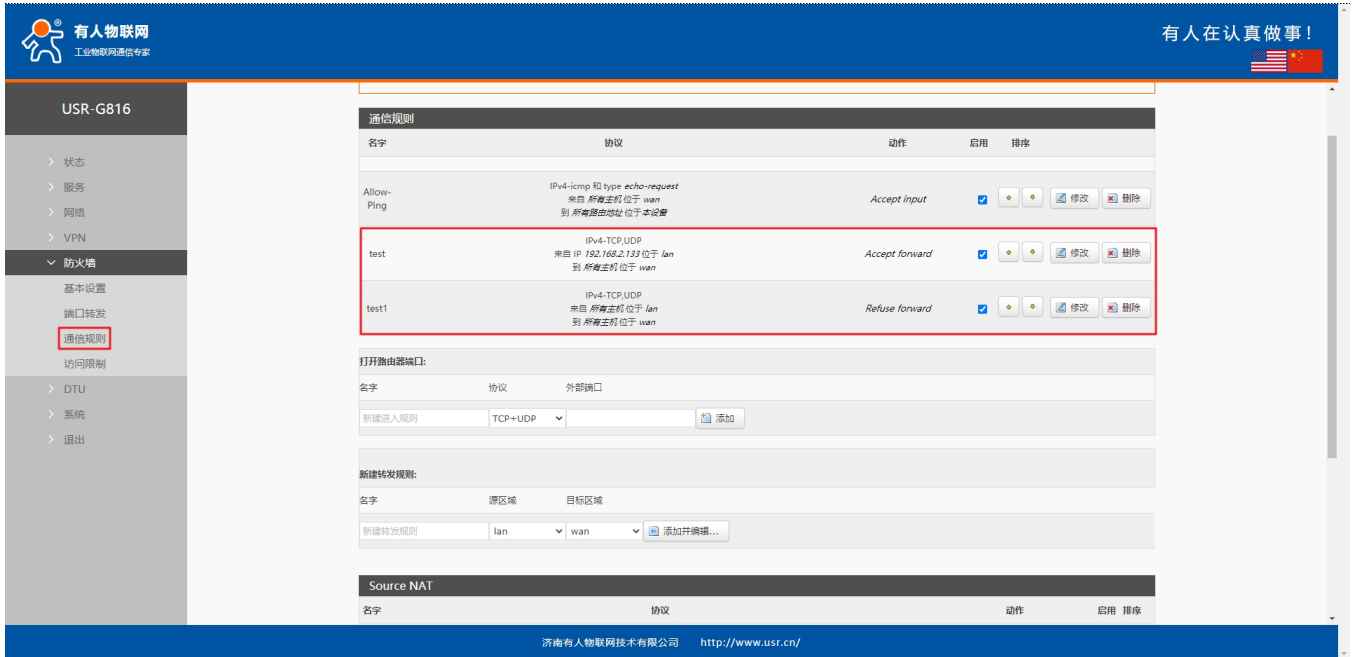 有人物联网
工业物联网通信专家
有人在认真做事!
USR-G816
状态
服务
网络
VPN
防火墙
基本设置
端口转发
通信规则
访问限制
DTU
系统
退出
通信规则
名字 协议 动作 启用 排序
Allow-Ping IPv4-icmp 和 type echo-request
来自 所有主机 位于 wan
到 所有路由地址 位于 本设备 Accept input 修改 删除
test IPv4-TCP,UDP
来自 IP 192.168.2.133 位于 lan
到 所有主机 位于 wan Accept forward 修改 删除
test1 IPv4-TCP,UDP
来自 所有主机 位于 lan
到 所有主机 位于 wan Refuse forward 修改 删除
打开路由器端口:
名字 协议 外部端口
新建进入规则 TCP+UDP 添加
新建转发规则:
名字 源区域 目标区域
新建转发规则 lan wan 添加并编辑...
Source NAT
名字 协议 动作 启用 排序
济南有人物联网技术有限公司 http://www.usr.cn/